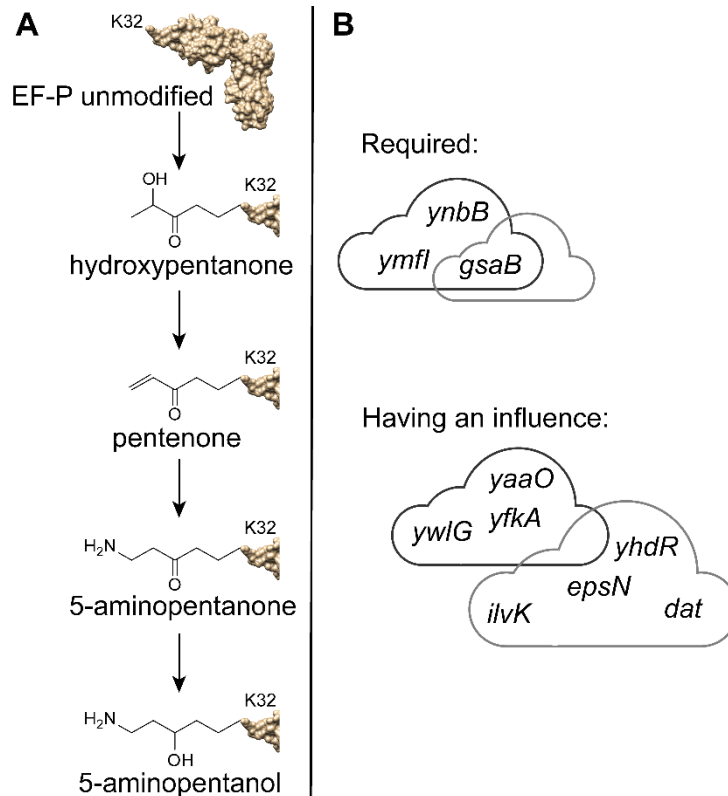 A
K32
EF-P unmodified
OH
K32
O
hydroxypentanone
K32
O
pentenone
K32
H₂N
O
5-aminopentanone
K32
H₂N
OH
5-aminopentanol
B
Required:
ynbB
ymfI gsaB
Having an influence:
yaaO
ywlG yfkA
yhdR
epsN
ilvK dat